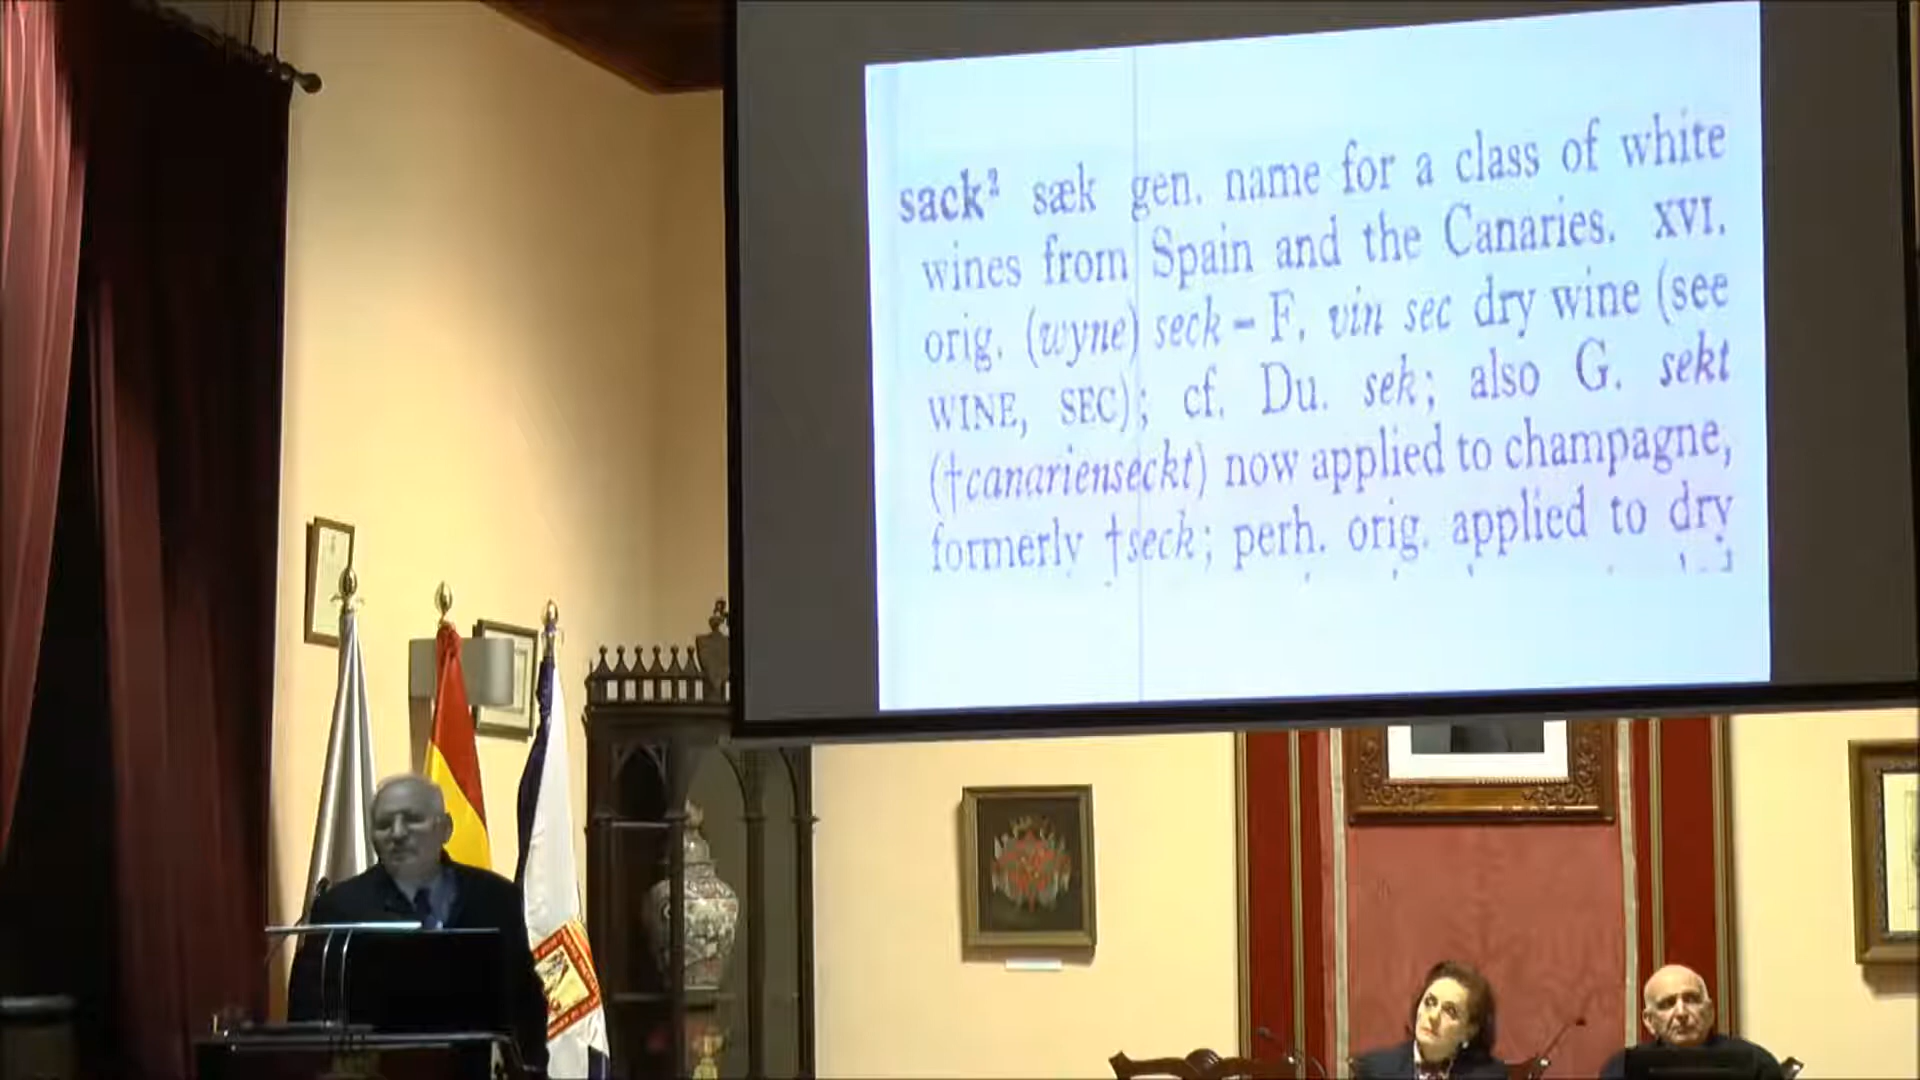 sack² sæk gen. name for a class of white
wines from Spain and the Canaries. XVI.
orig. (wyne) seck – F. vin sec dry wine (see
WINE, SEC); cf. Du. sek; also G. sekt
(†canarienseckt) now applied to champagne,
formerly †seck; perh. orig. applied to dry